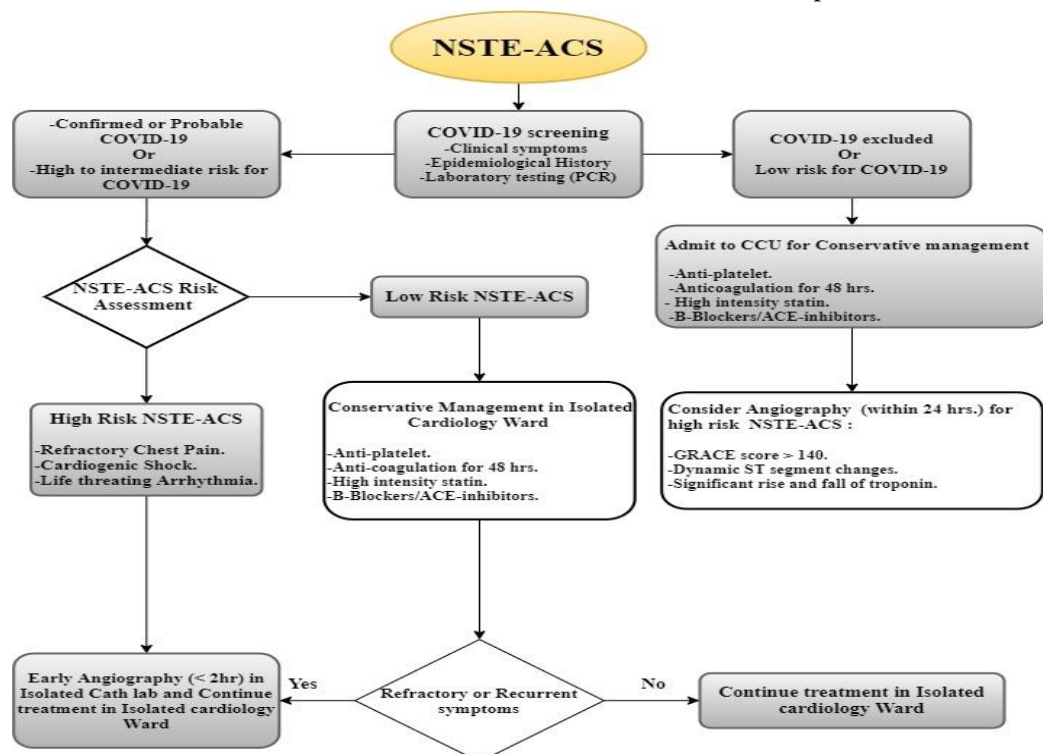 NSTE-ACS
-Confirmed or Probable
COVID-19
Or
-High to intermediate risk for
COVID-19
COVID-19 screening
-Clinical symptoms
-Epidemiological History
-Laboratory testing (PCR)
COVID-19 excluded
Or
Low risk for COVID-19
Admit to CCU for Conservative management
-Anti-platelet.
-Anticoagulation for 48 hrs.
- High intensity statin.
-B-Blockers/ACE-inhibitors.
NSTE-ACS Risk
Assessment
Low Risk NSTE-ACS
High Risk NSTE-ACS
-Refractory Chest Pain.
-Cardiogenic Shock.
-Life threating Arrhythmia.
Conservative Management in Isolated
Cardiology Ward
-Anti-platelet.
-Anti-coagulation for 48 hrs.
-High intensity statin.
-B-Blockers/ACE-inhibitors.
Consider Angiography (within 24 hrs.) for
high risk NSTE-ACS :
-GRACE score > 140.
-Dynamic ST segment changes.
-Significant rise and fall of troponin.
Early Angiography (< 2hr) in
Isolated Cath lab and Continue
treatment in Isolated cardiology
Ward
Yes
Refractory or Recurrent
symptoms
No
Continue treatment in Isolated
cardiology Ward